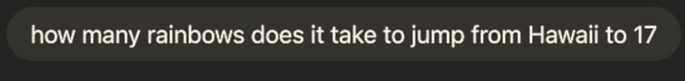 how many rainbows does it take to jump from Hawaii to 17